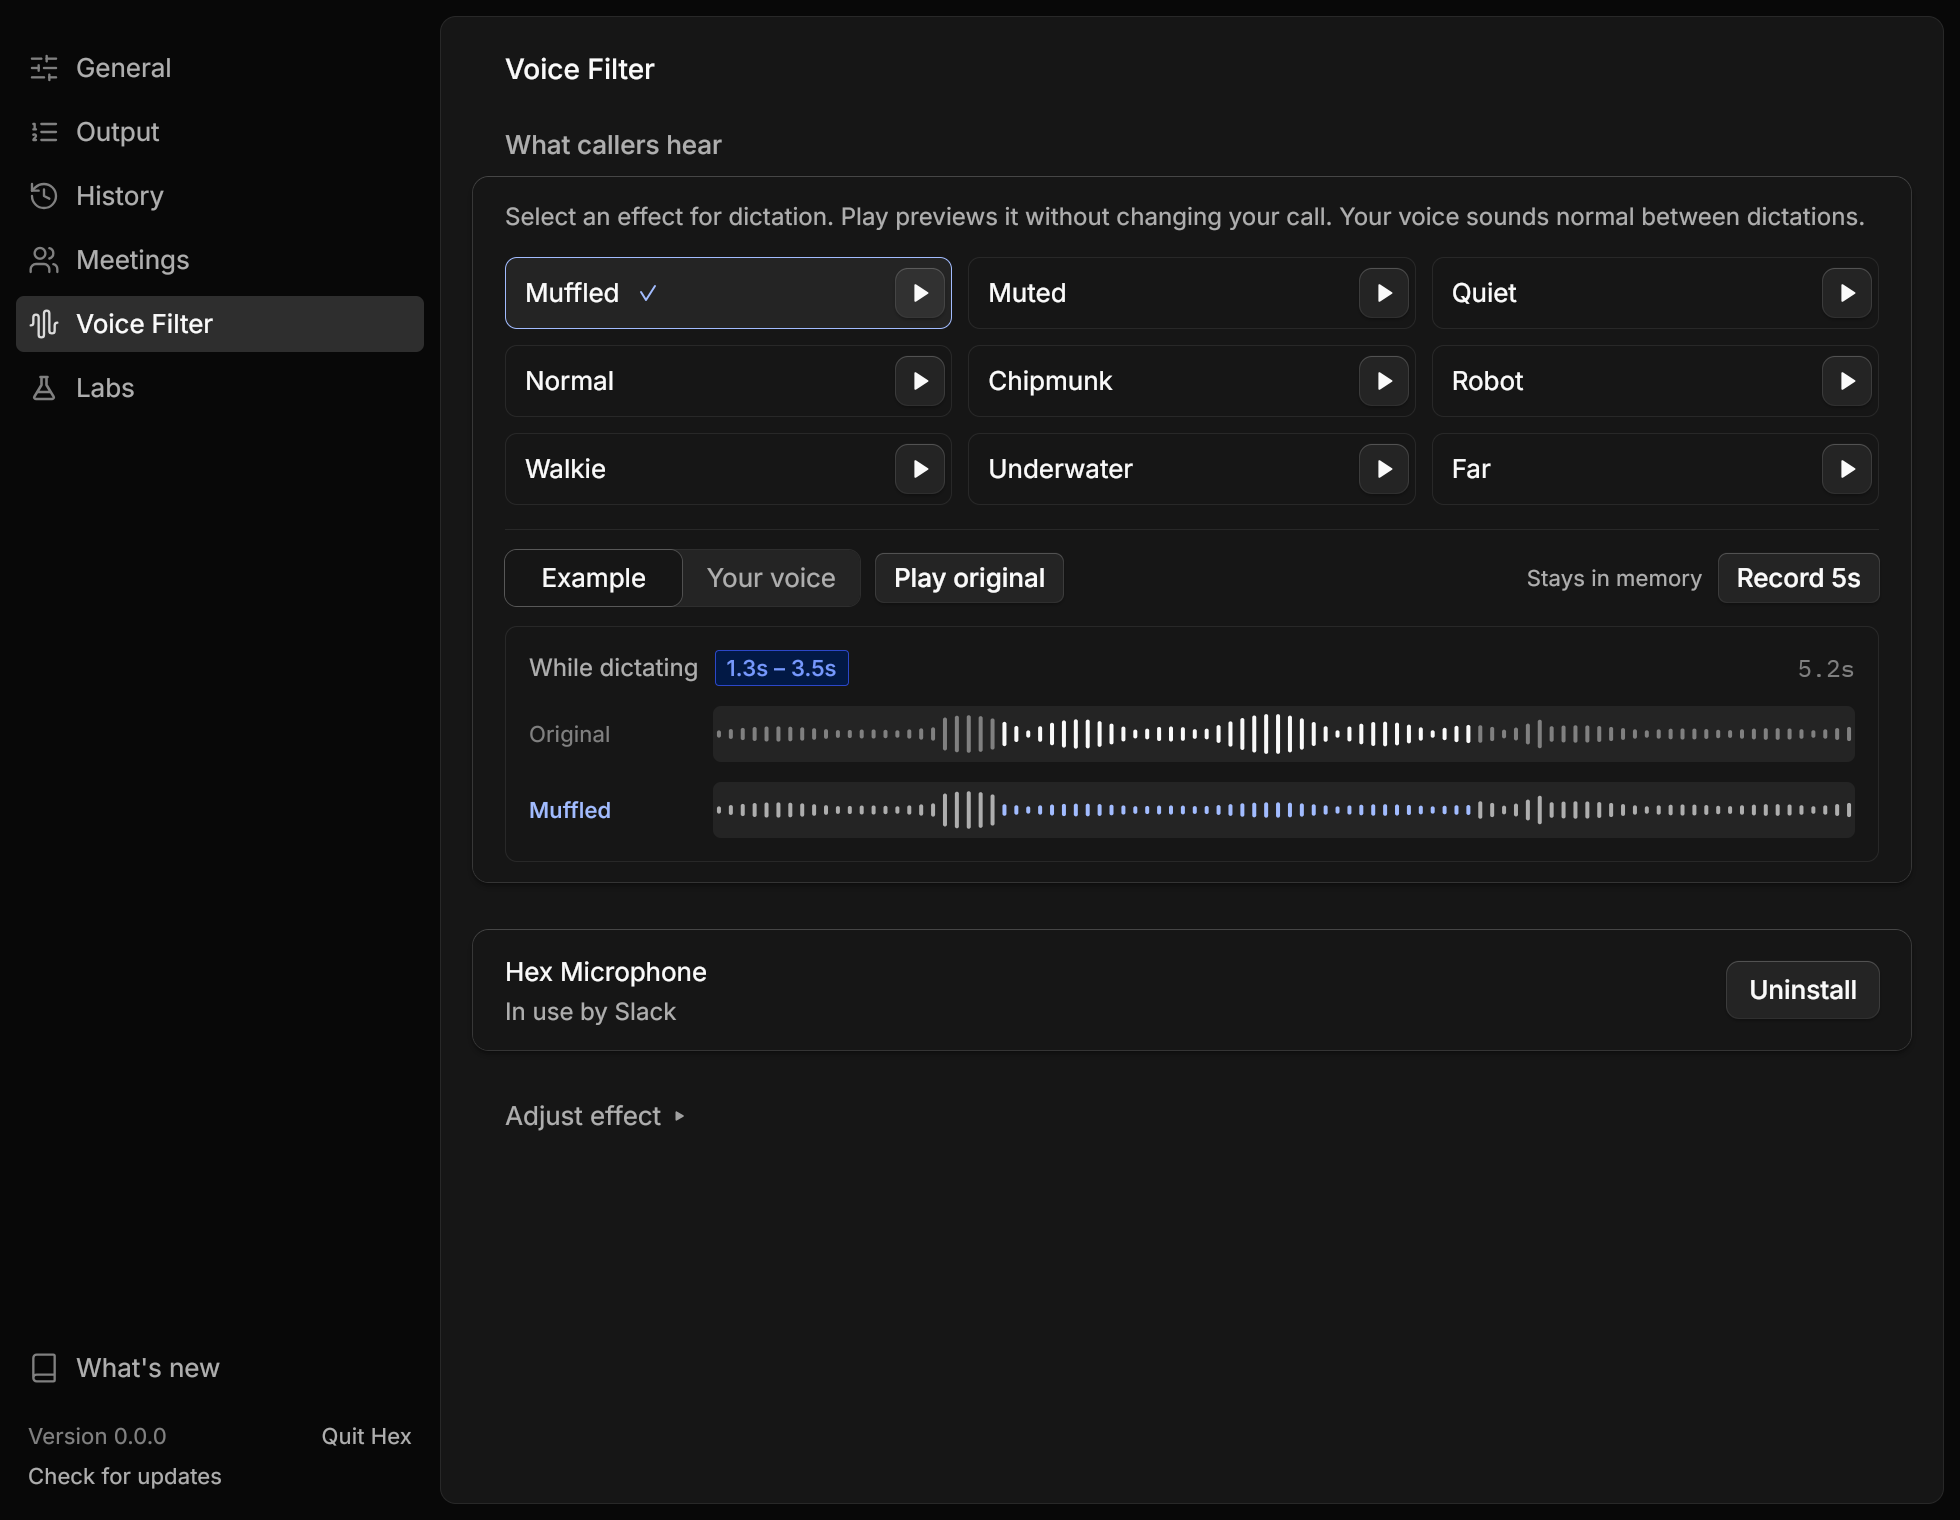 General
Output
History
Meetings
Voice Filter
Labs
What's new
Version 0.0.0
Quit Hex
Check for updates
Voice Filter
What callers hear
Select an effect for dictation. Play previews it without changing your call. Your voice sounds normal between dictations.
Muffled
Muted
Quiet
Normal
Chipmunk
Robot
Walkie
Underwater
Far
Example
Your voice
Play original
Stays in memory
Record 5s
While dictating
1.3s – 3.5s
5.2s
Original
Muffled
Hex Microphone
In use by Slack
Uninstall
Adjust effect